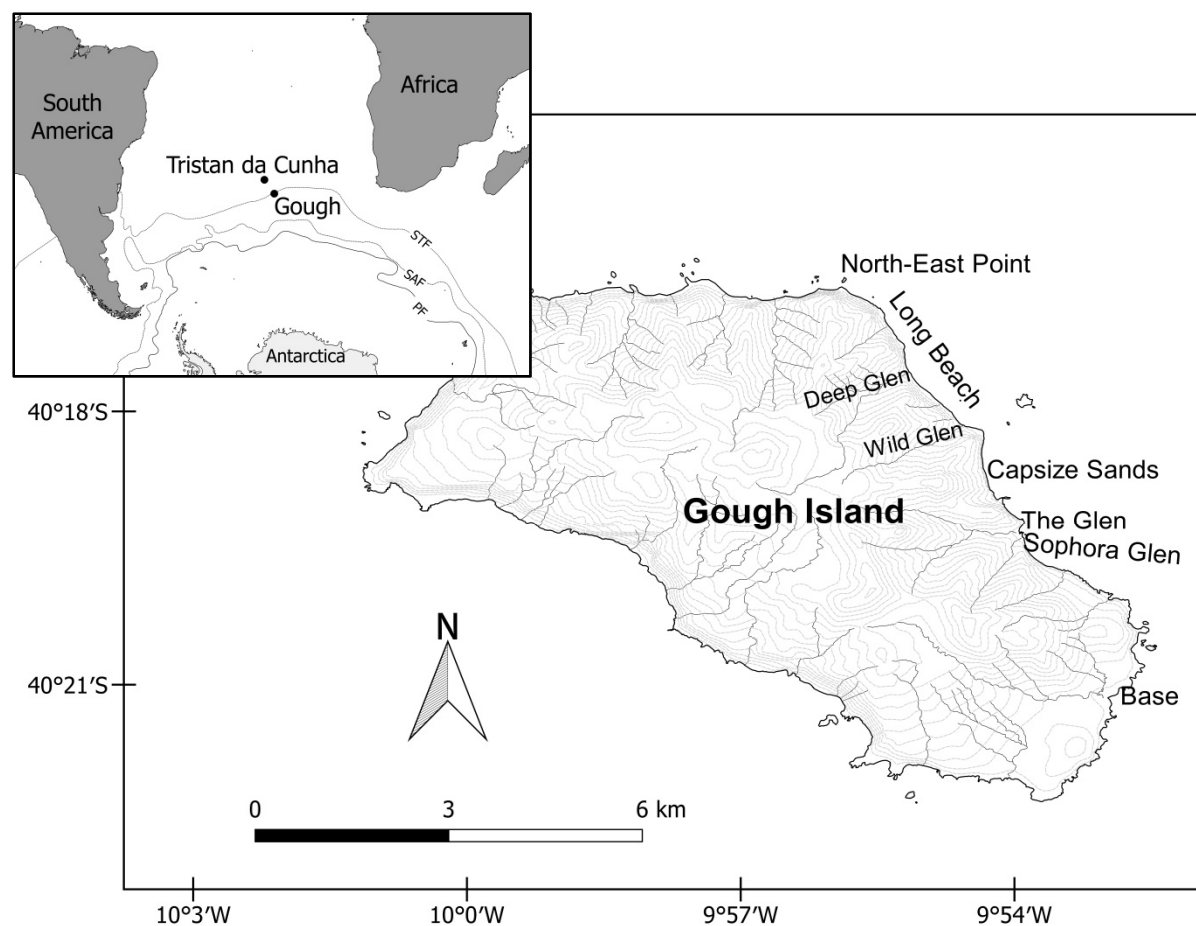 South
America
Africa
Tristan da Cunha
Gough
STF
SAF
PF
Antarctica
North-East Point
Long Beach
Deep Glen
Wild Glen
Capsize Sands
Gough Island
The Glen
Sophora Glen
Base
N
0 3 6 km
40°18′S
40°21′S
10°3′W 10°0′W 9°57′W 9°54′W